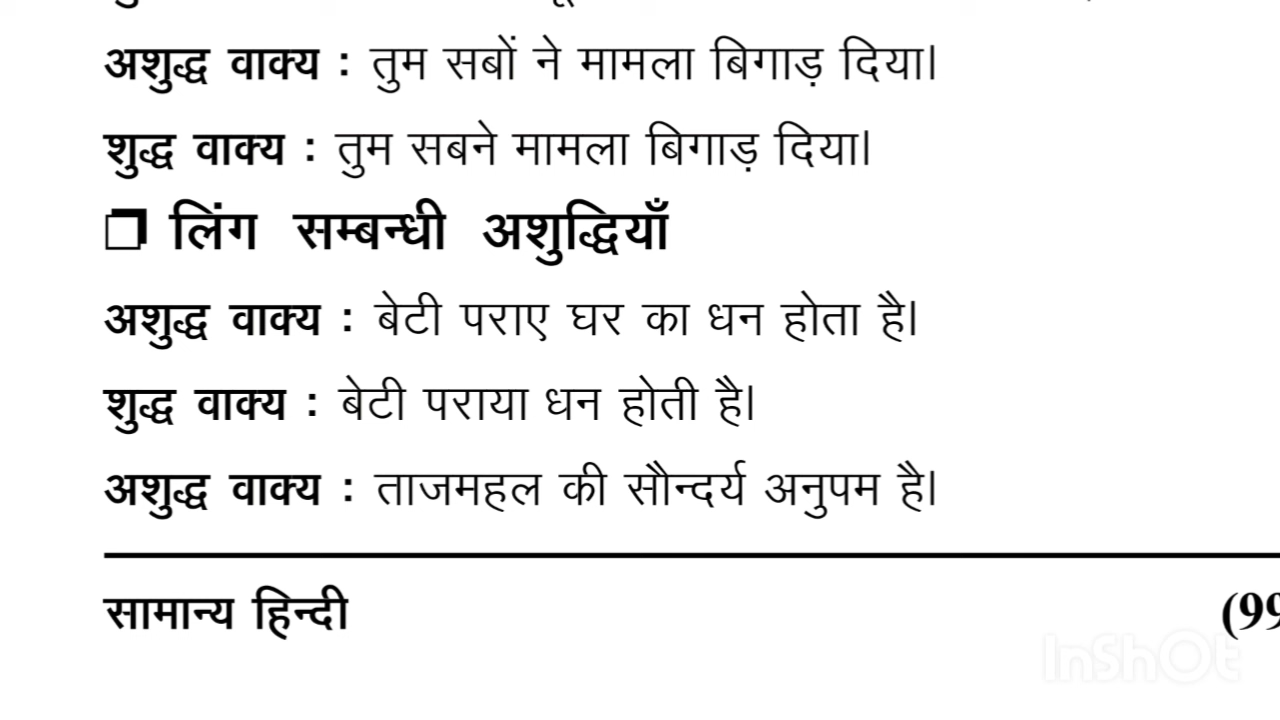 अशुद्ध वाक्य : तुम सबों ने मामला बिगाड़ दिया।
शुद्ध वाक्य : तुम सबने मामला बिगाड़ दिया।
❐ लिंग सम्बन्धी अशुद्धियाँ
अशुद्ध वाक्य : बेटी पराए घर का धन होता है।
शुद्ध वाक्य : बेटी पराया धन होती है।
अशुद्ध वाक्य : ताजमहल की सौन्दर्य अनुपम है।
सामान्य हिन्दी (99
InShOt